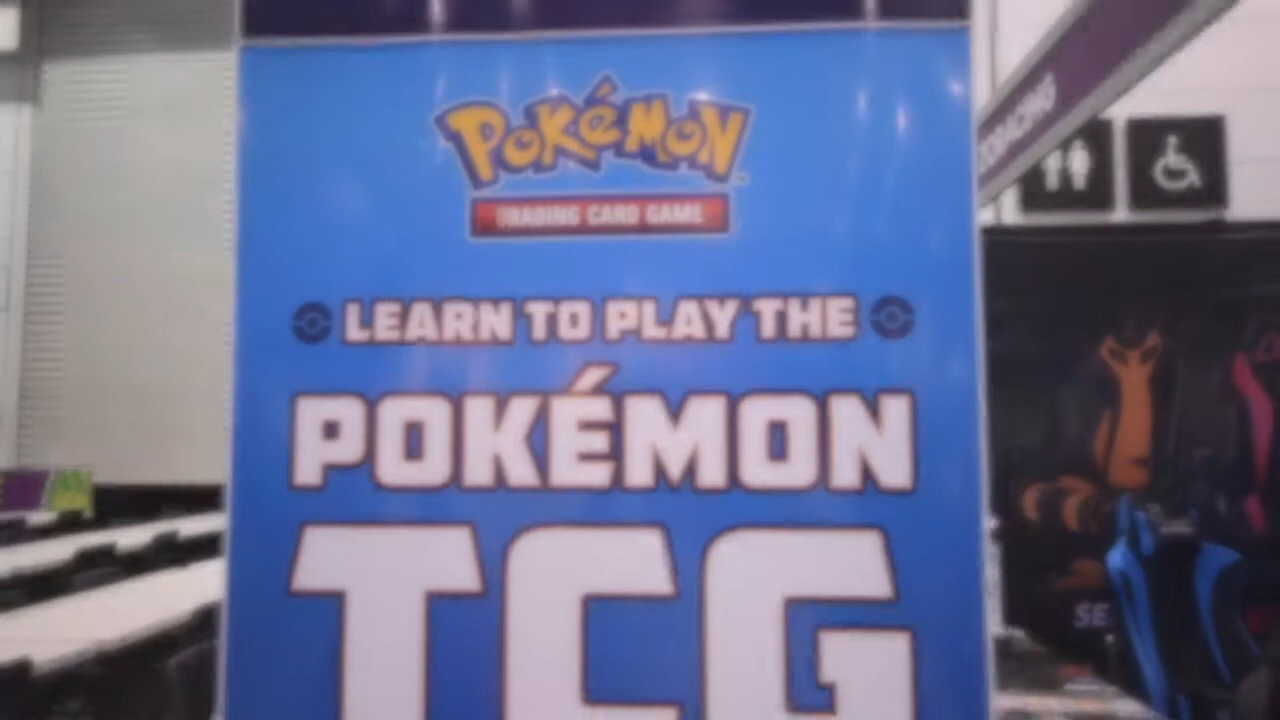 POKéMON
TRADING CARD GAME
LEARN TO PLAY THE
POKÉMON
TCG